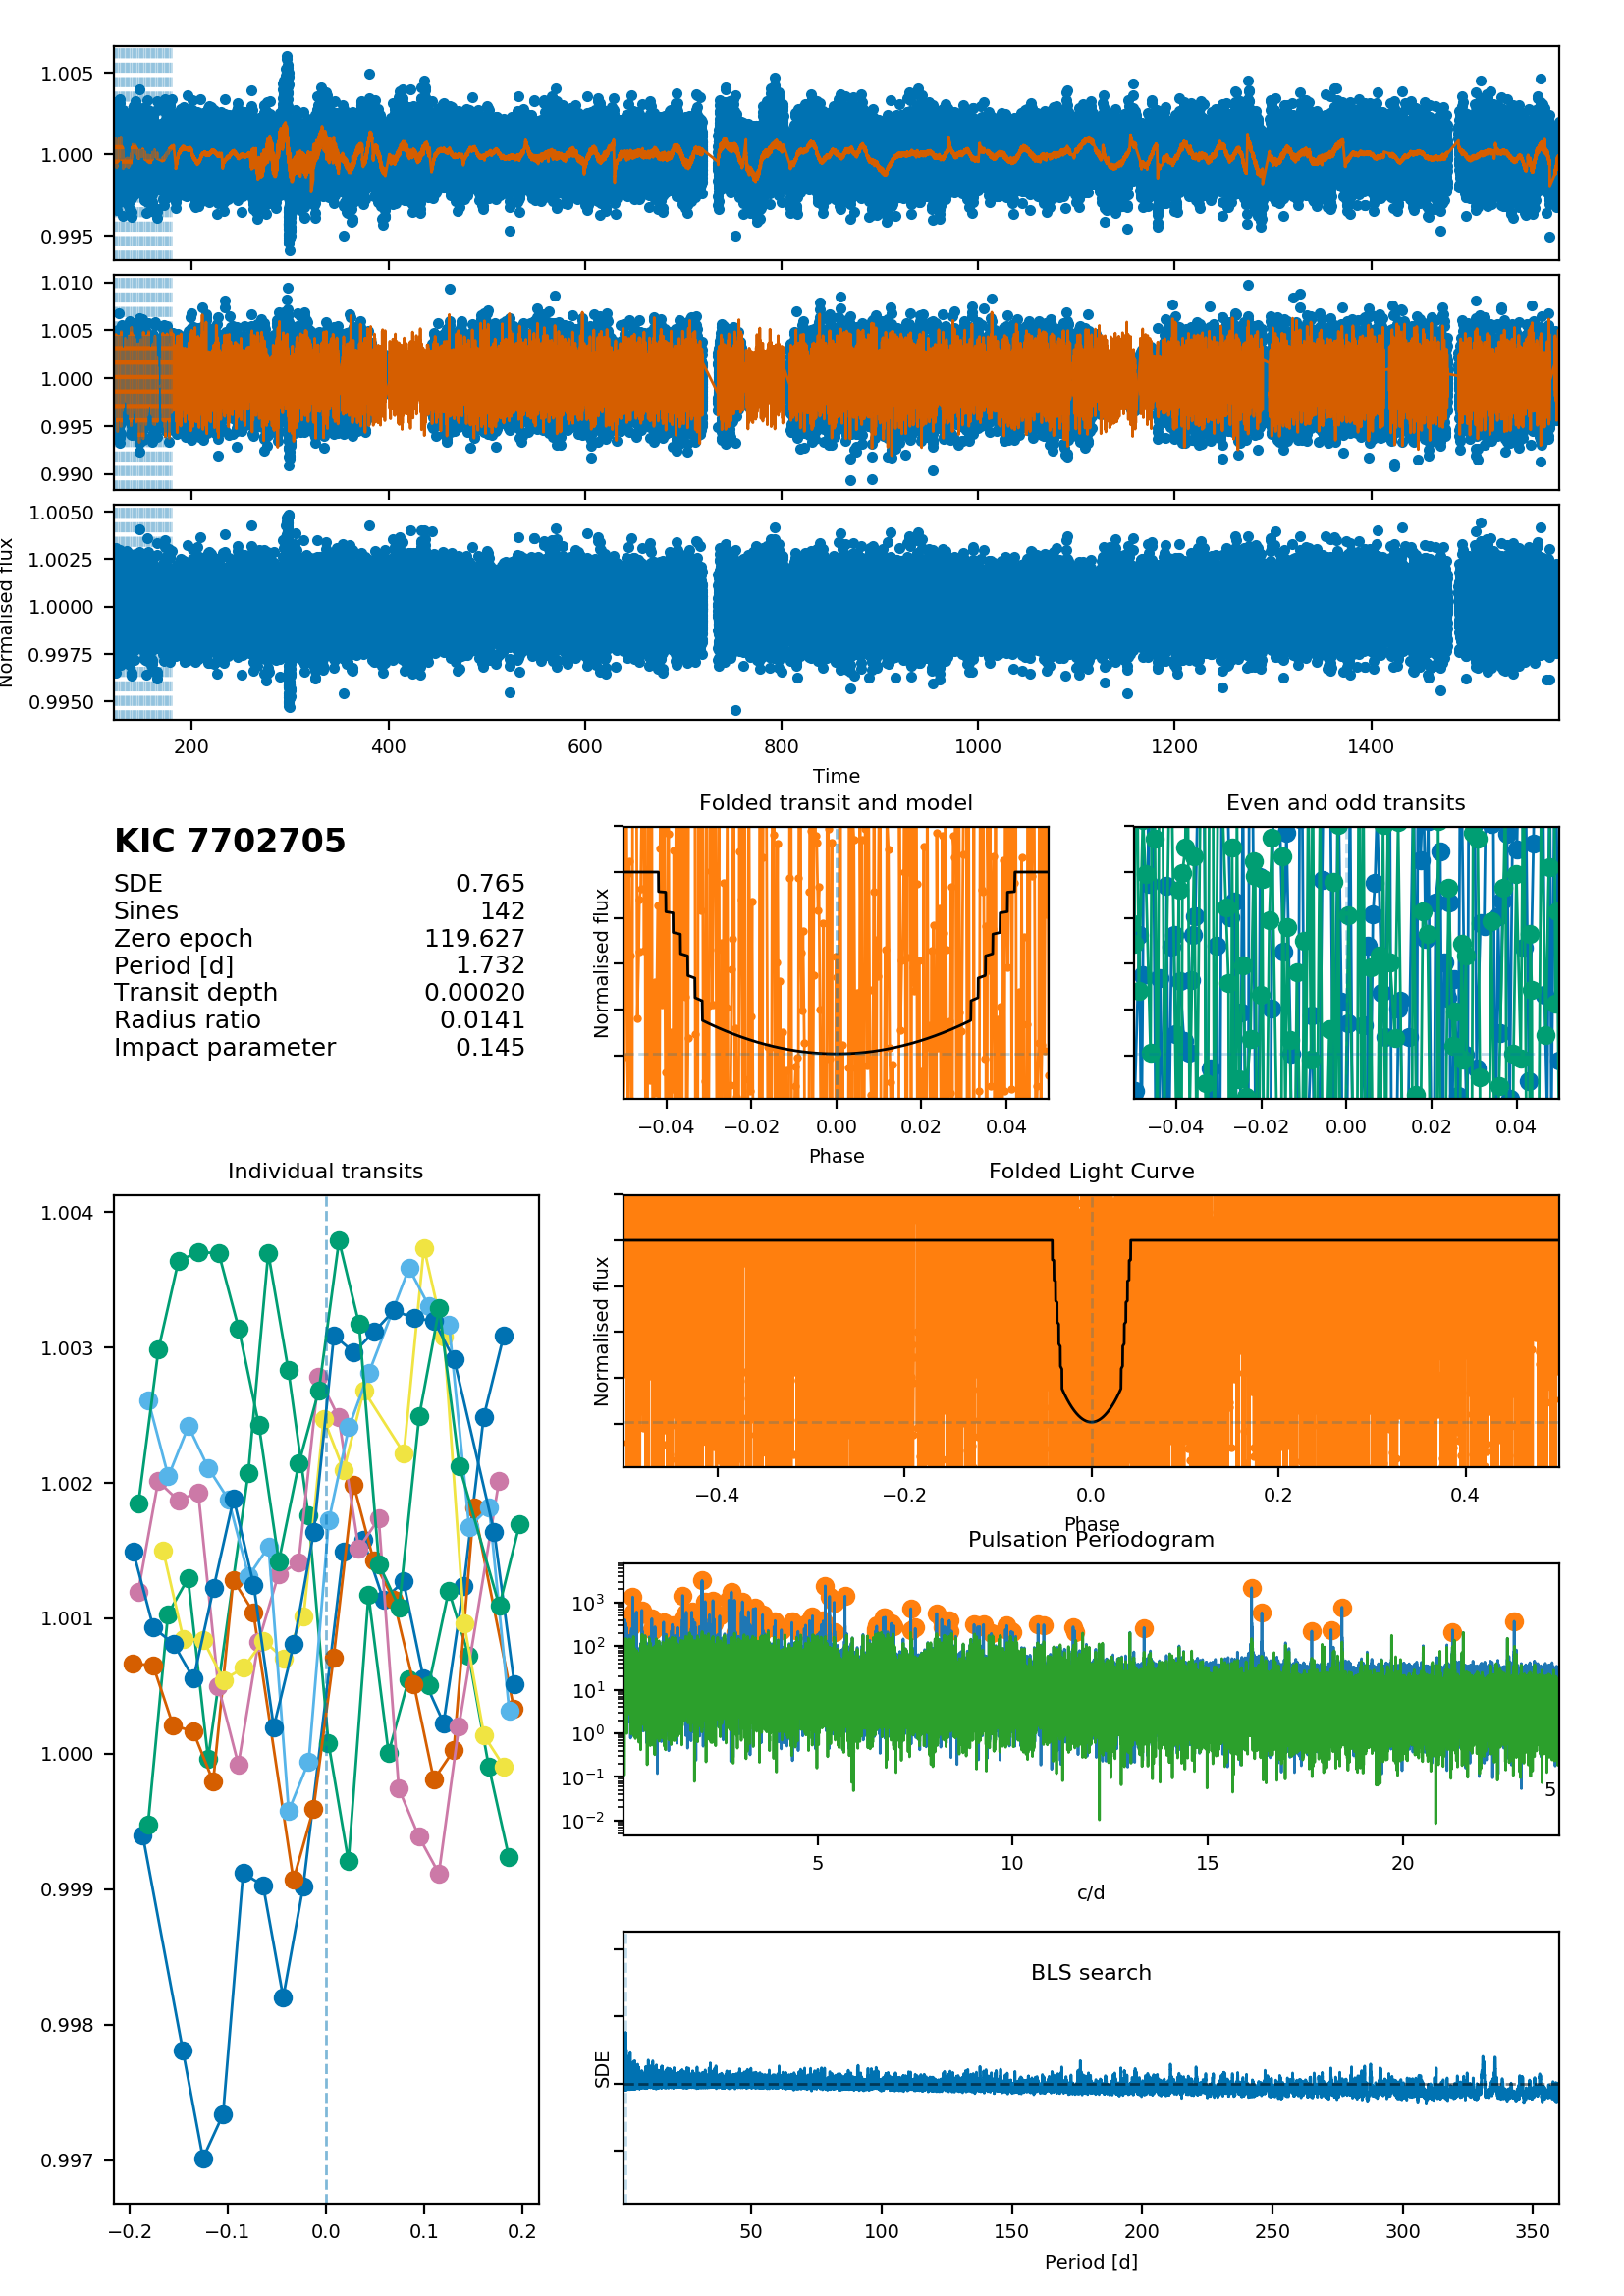 1.005
1.000
0.995
1.010
1.005
1.000
0.995
0.990
1.0050
1.0025
1.0000
0.9975
0.9950
Normalised flux
200 400 600 800 1000 1200 1400
Time
KIC 7702705
SDE 0.765
Sines 142
Zero epoch 119.627
Period [d] 1.732
Transit depth 0.00020
Radius ratio 0.0141
Impact parameter 0.145
Folded transit and model
Normalised flux
−0.04 −0.02 0.00 0.02 0.04
Phase
Even and odd transits
−0.04 −0.02 0.00 0.02 0.04
Individual transits
1.004
1.003
1.002
1.001
1.000
0.999
0.998
0.997
−0.2 −0.1 0.0 0.1 0.2
Folded Light Curve
Normalised flux
−0.4 −0.2 0.0 0.2 0.4
Phase
Pulsation Periodogram
10³
10²
10¹
10⁰
10⁻¹
10⁻²
5
5 10 15 20
c/d
BLS search
SDE
50 100 150 200 250 300 350
Period [d]